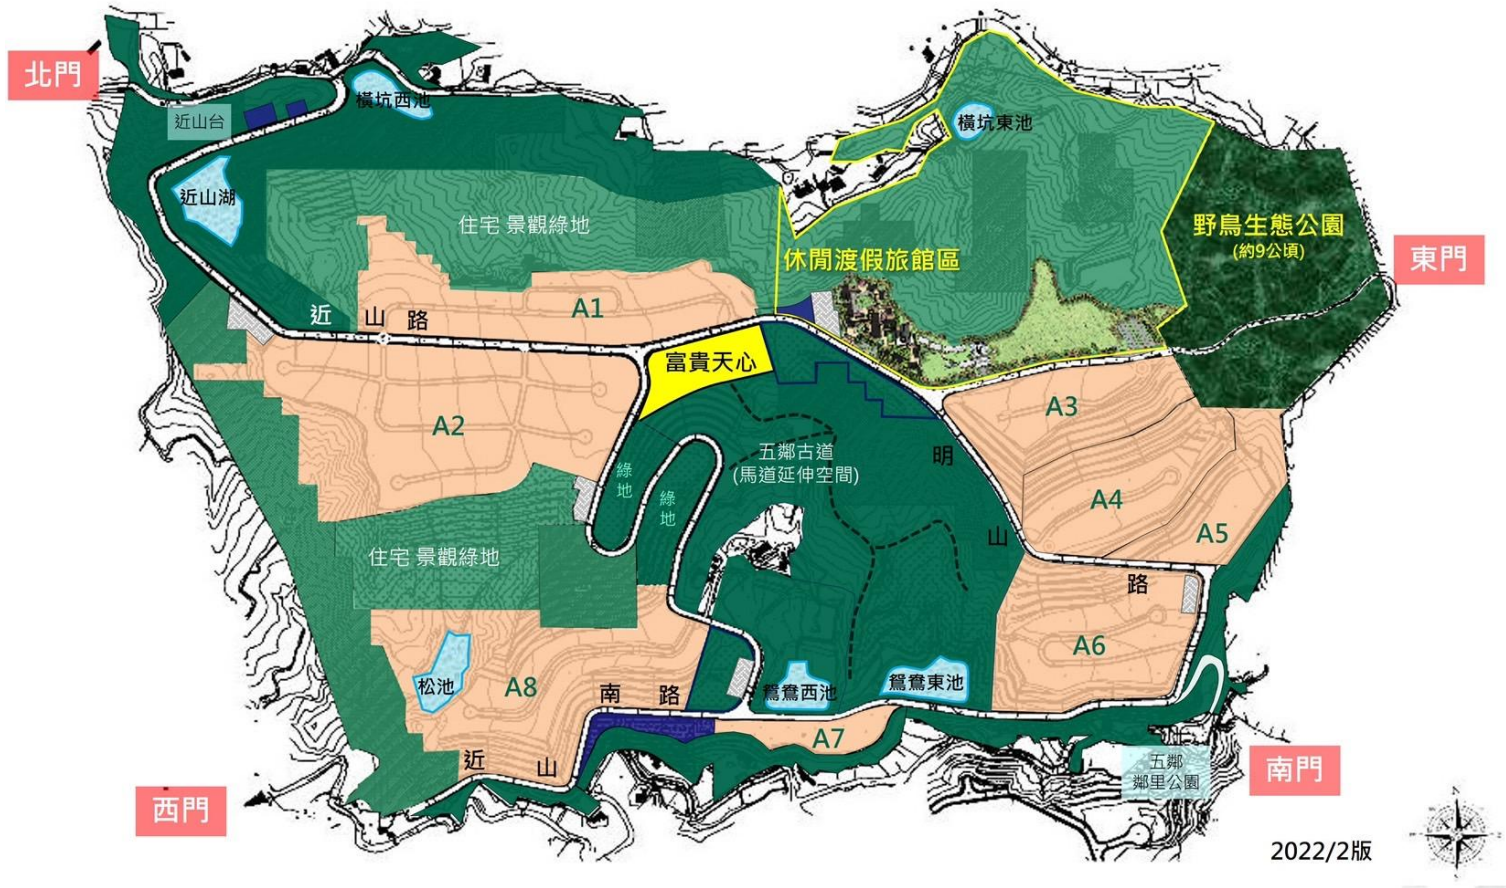 北門
橫坑西池
近山台
橫坑東池
近山湖
住宅 景觀綠地
野鳥生態公園
(約9公頃)
東門
休閒渡假旅館區
近 山 路
A1
富貴天心
A2
A3
明 山 路
五鄰古道
(馬道延伸空間)
綠地
綠地
A4
A5
住宅 景觀綠地
A6
松池
A8
近 山 南 路
鴛鴦西池
鴛鴦東池
A7
五鄰
鄰里公園
南門
西門
2022/2版